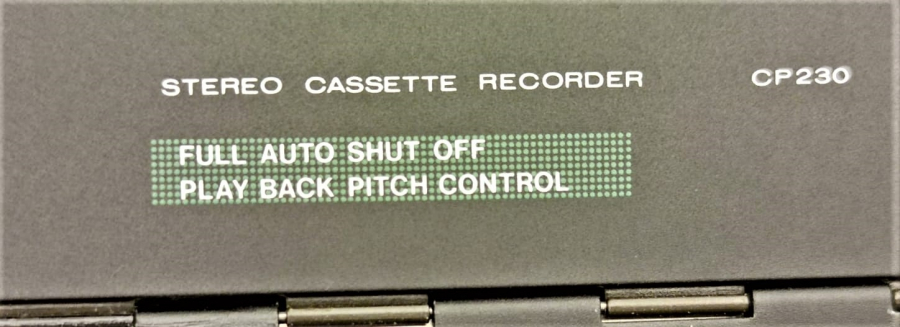 STEREO CASSETTE RECORDER CP230
FULL AUTO SHUT OFF
PLAY BACK PITCH CONTROL